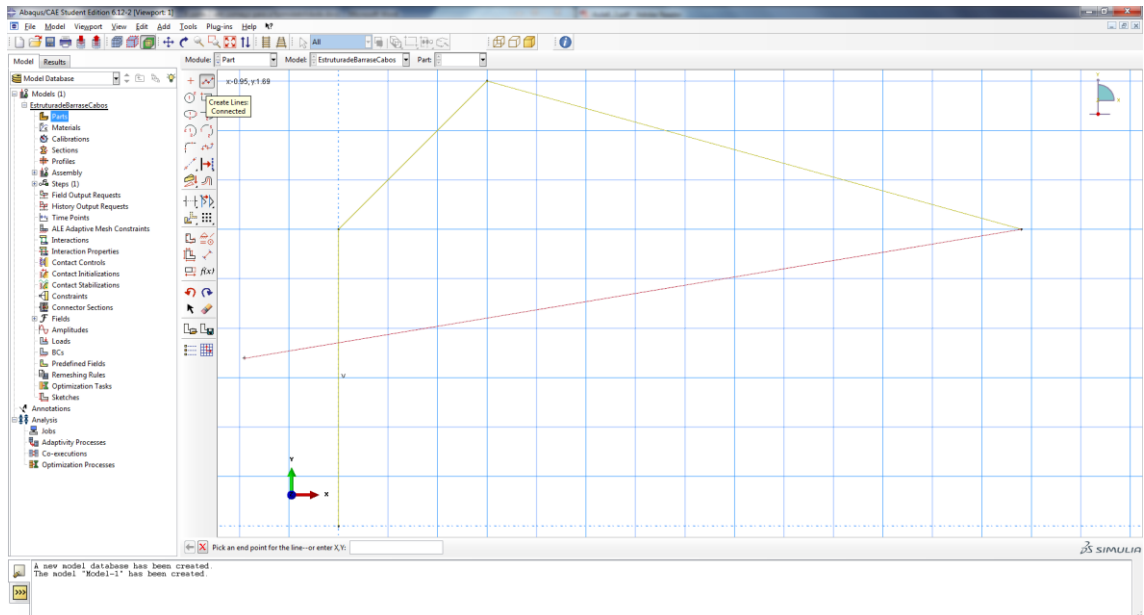 Abaqus/CAE Student Edition 6.12-2 [Viewport: 1]
File Model Viewport View Edit Add Tools Plug-ins Help
All
Model Results
Module: Part Model: EstruturadeBarraseCabos Part:
Model Database
Models (1)
EstruturadeBarraseCabos
Parts
Materials
Calibrations
Sections
Profiles
Assembly
Steps (1)
Field Output Requests
History Output Requests
Time Points
ALE Adaptive Mesh Constraints
Interactions
Interaction Properties
Contact Controls
Contact Initializations
Contact Stabilizations
Constraints
Connector Sections
Fields
Amplitudes
Loads
BCs
Predefined Fields
Remeshing Rules
Optimization Tasks
Sketches
Annotations
Analysis
Jobs
Adaptivity Processes
Co-executions
Optimization Processes
x:-0.95, y:1.69
Create Lines:
Connected
f(x)
V
Y
X
Pick an end point for the line--or enter X,Y:
SIMULIA
A new model database has been created.
The model "Model-1" has been created.
>>>